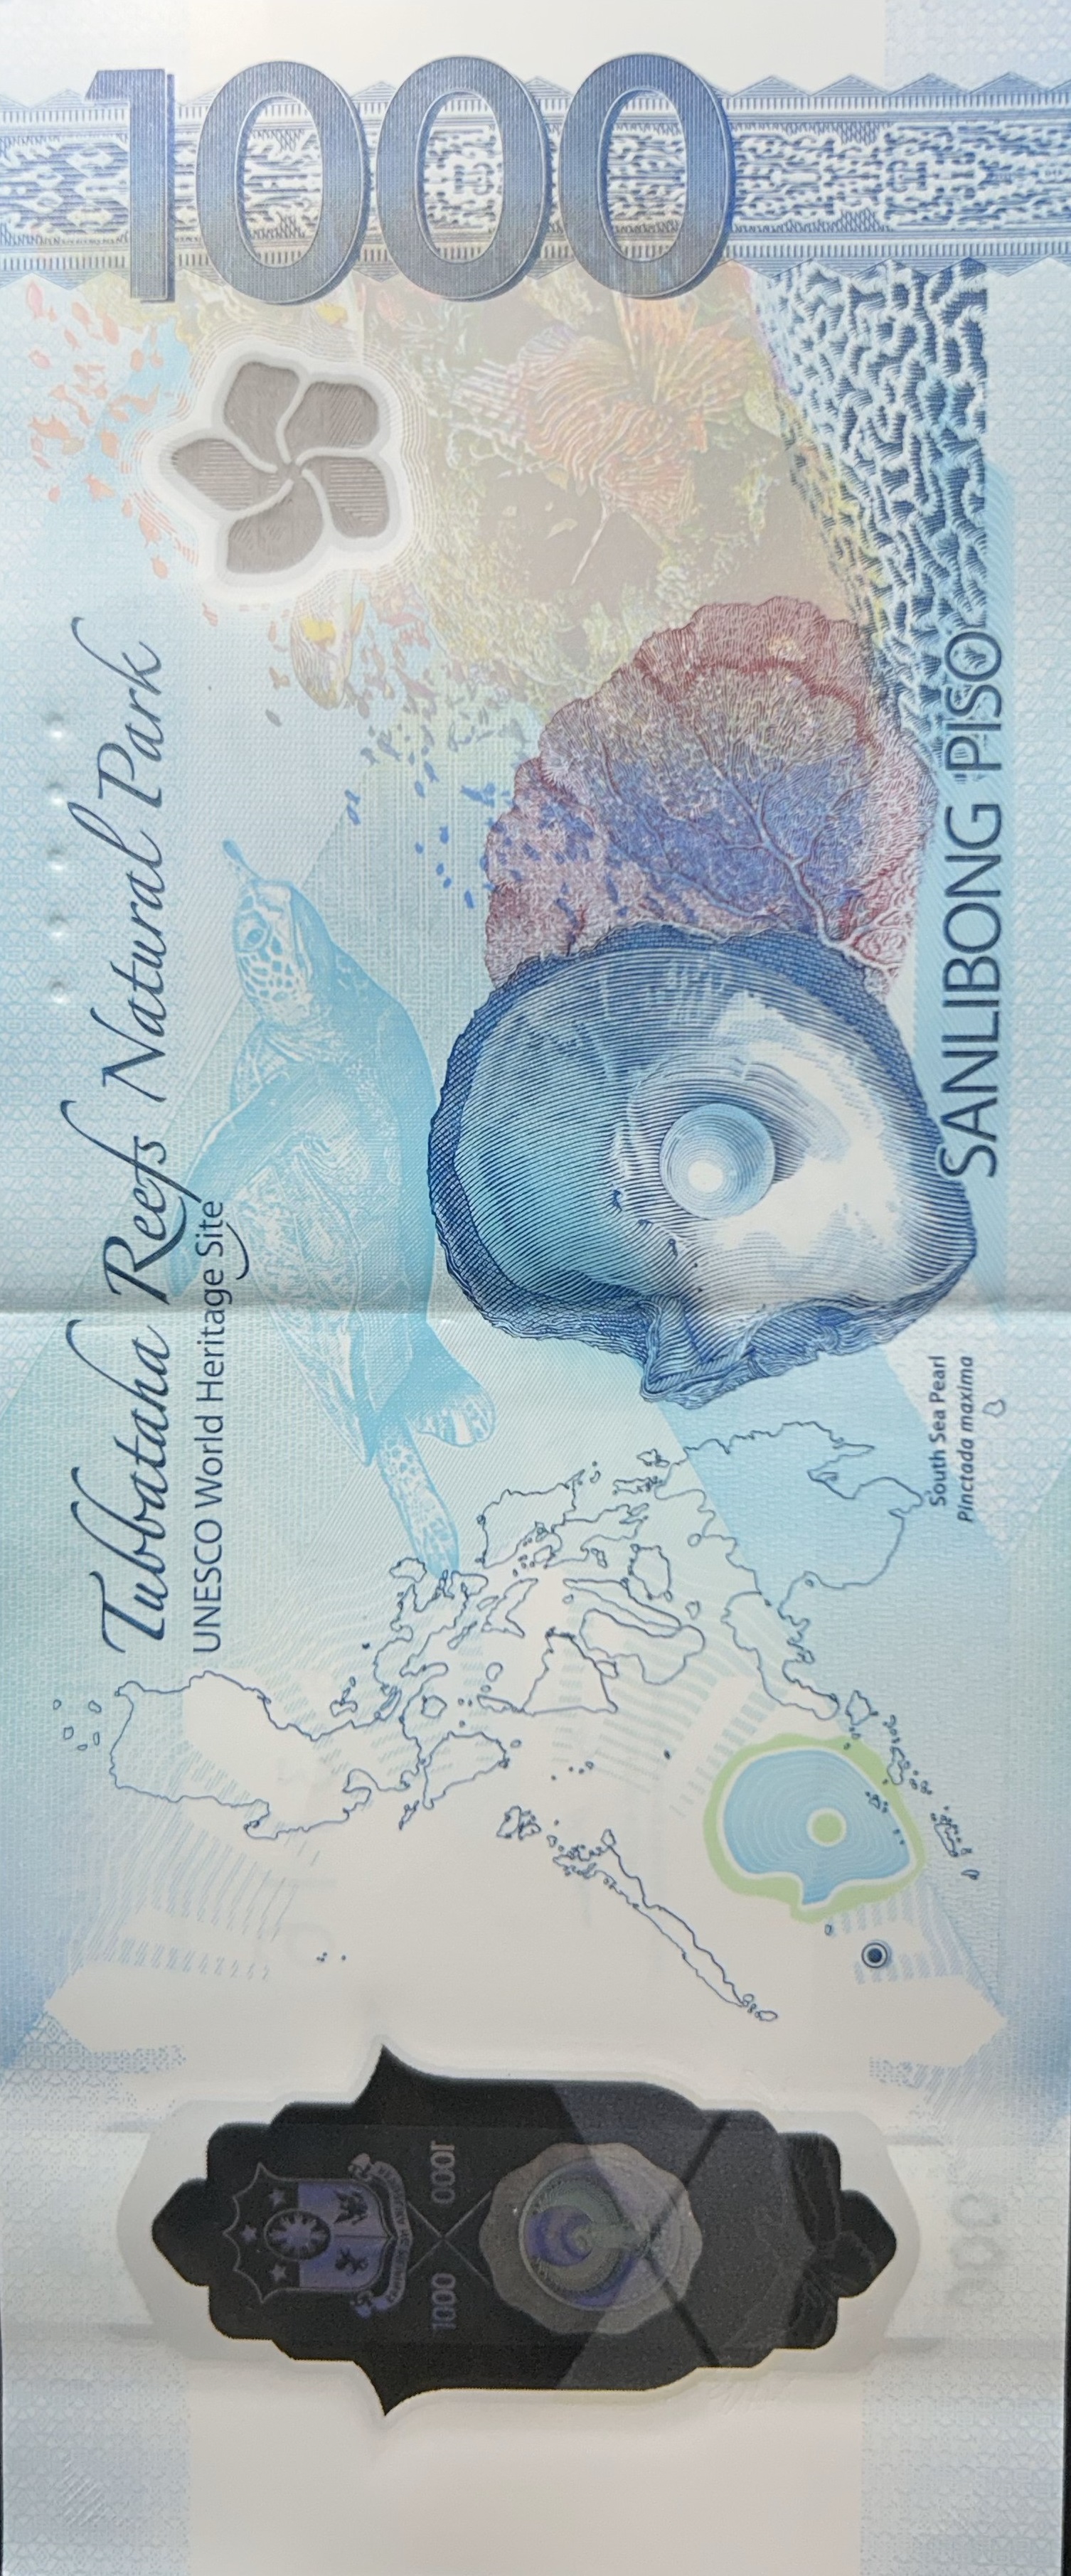 1000
Tubbataha Reefs Natural Park
UNESCO World Heritage Site
South Sea Pearl
Pinctada maxima
SANLIBONG PISO
1000
1000